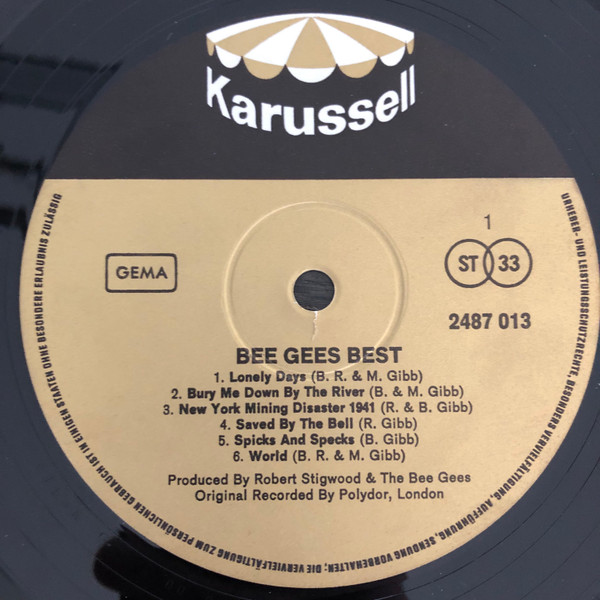 Karussell
GEMA
1
ST 33
2487 013
BEE GEES BEST
1. Lonely Days (B. R. & M. Gibb)
2. Bury Me Down By The River (B. & M. Gibb)
3. New York Mining Disaster 1941 (R. & B. Gibb)
4. Saved By The Bell (R. Gibb)
5. Spicks And Specks (B. Gibb)
6. World (B. R. & M. Gibb)
Produced By Robert Stigwood & The Bee Gees
Original Recorded By Polydor, London
URHEBER- UND LEISTUNGSSCHUTZRECHTE, BESONDERS VERVIELFÄLTIGUNG, AUFFÜHRUNG, SENDUNG VORBEHALTEN; DIE VERVIELFÄLTIGUNG ZUM PERSÖNLICHEN GEBRAUCH IST IN EINIGEN STATEN OHNE BESONDERE ERLAUBNIS ZULÄSSIG